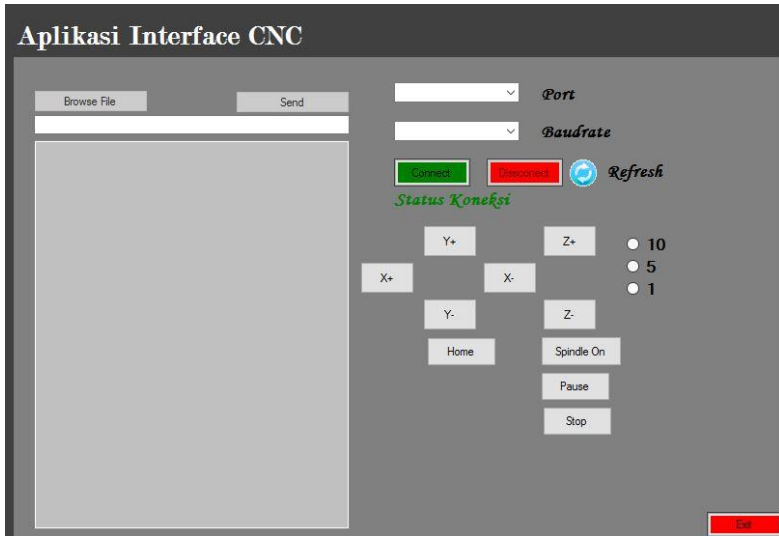 Aplikasi Interface CNC
Browse File
Send
Port
Baudrate
Connect
Disconect
Refresh
Status Koneksi
Y+
Z+
10
5
X+
X-
1
Y-
Z-
Home
Spindle On
Pause
Stop
Exit